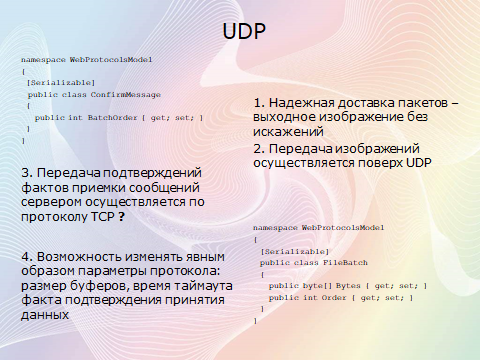 UDP
namespace WebProtocolsModel
{
[Serializable]
public class ConfirmMessage
{
public int BatchOrder { get; set; }
}
}
1. Надежная доставка пакетов –
выходное изображение без
искажений
2. Передача изображений
осуществляется поверх UDP
3. Передача подтверждений
фактов приемки сообщений
сервером осуществляется по
протоколу TCP ?
4. Возможность изменять явным
образом параметры протокола:
размер буферов, время таймаута
факта подтверждения принятия
данных
namespace WebProtocolsModel
{
[Serializable]
public class FileBatch
{
public byte[] Bytes { get; set; }
public int Order { get; set; }
}
}